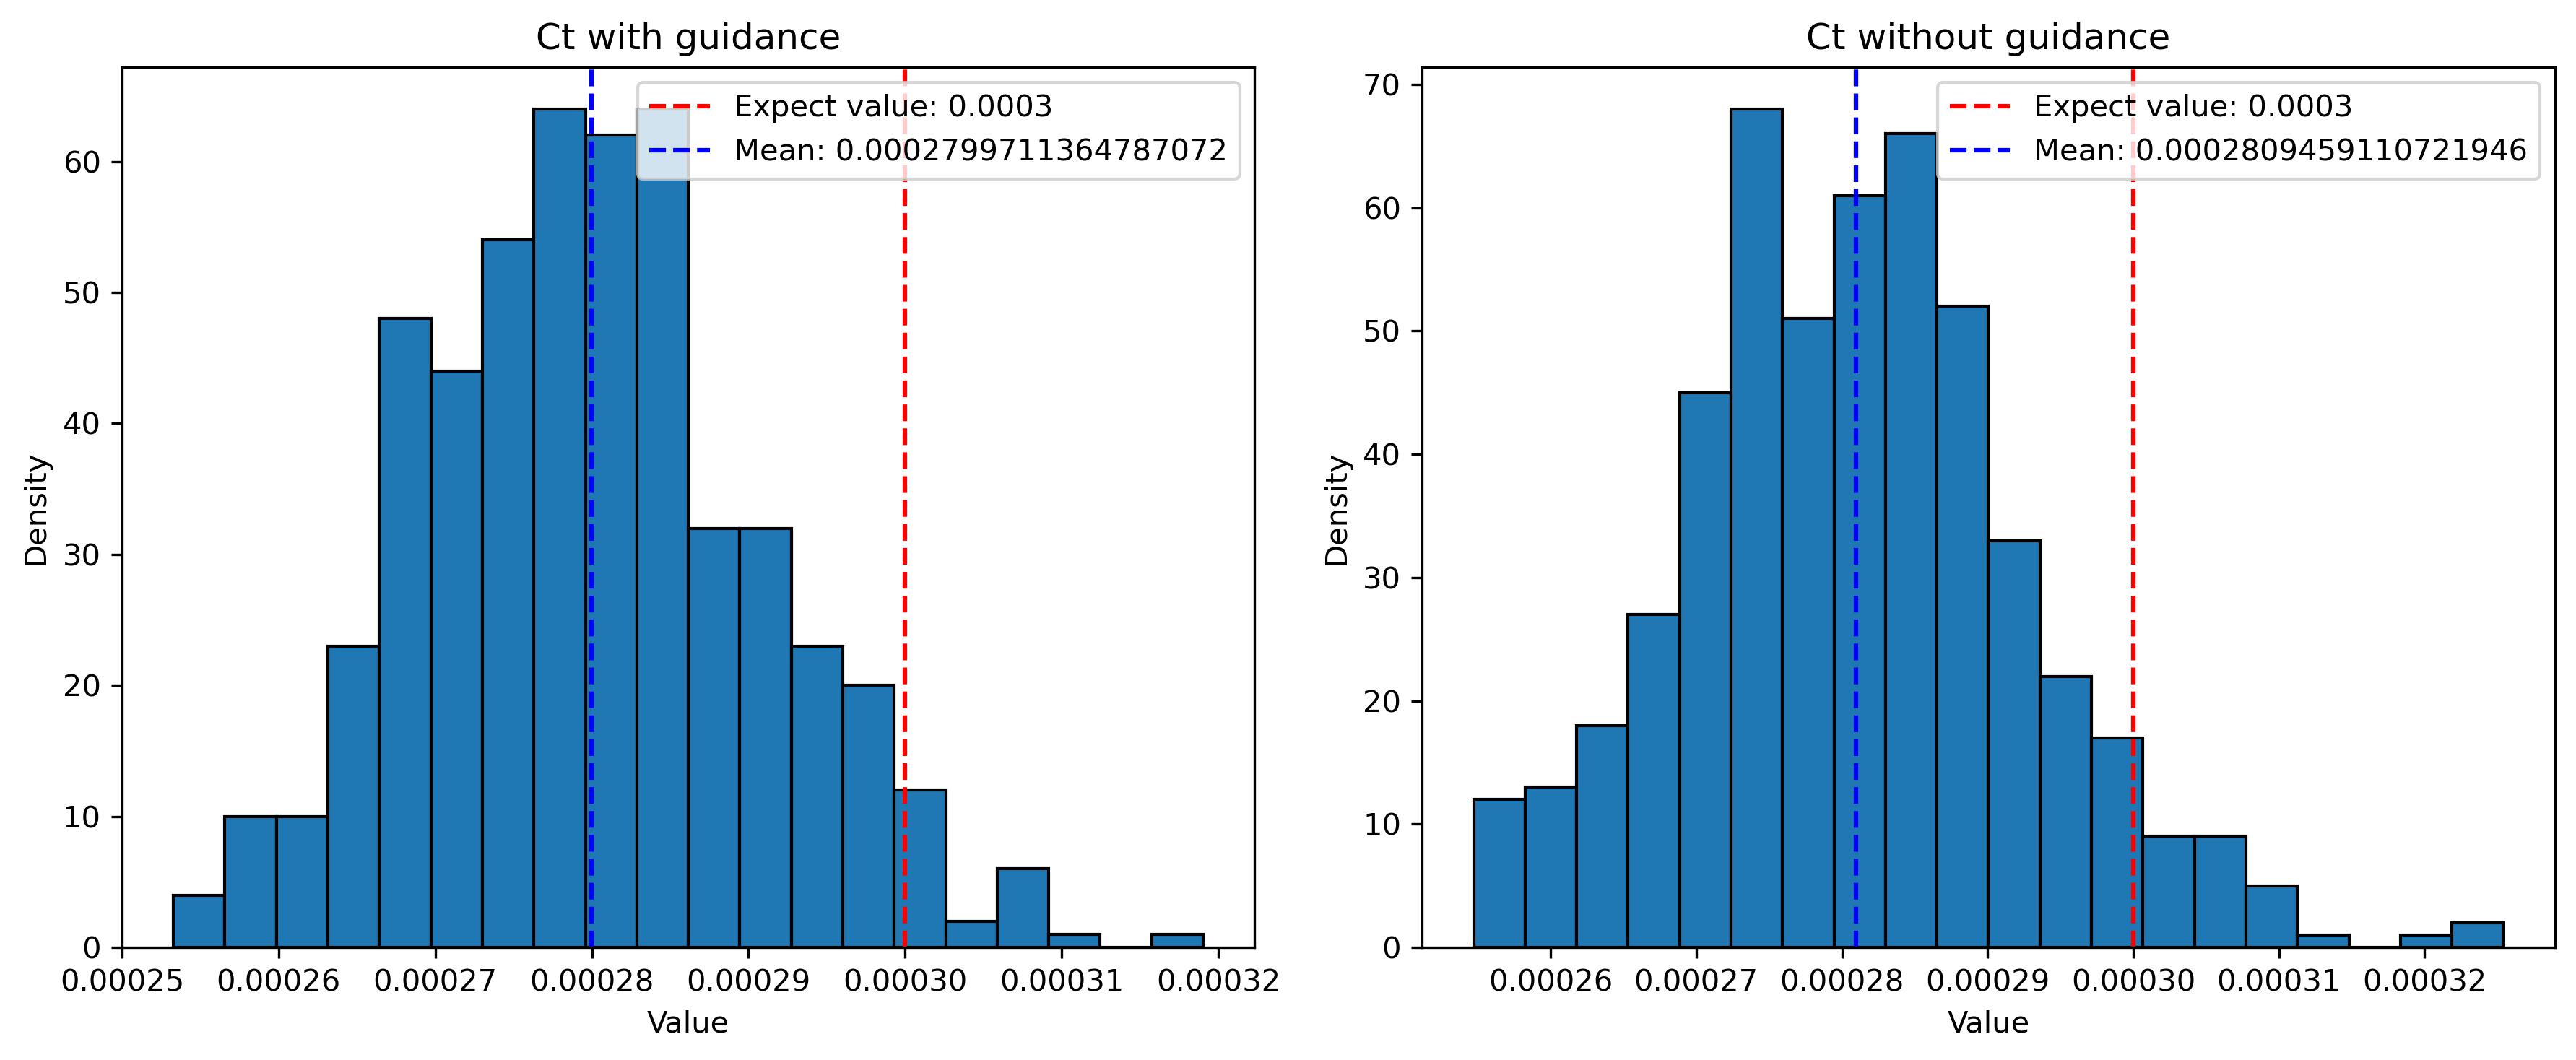 Ct with guidance
Expect value: 0.0003
Mean: 0.0002799711364787072
Density
60
50
40
30
20
10
0
0.00025 0.00026 0.00027 0.00028 0.00029 0.00030 0.00031 0.00032
Value
Ct without guidance
Expect value: 0.0003
Mean: 0.0002809459110721946
Density
70
60
50
40
30
20
10
0
0.00026 0.00027 0.00028 0.00029 0.00030 0.00031 0.00032
Value